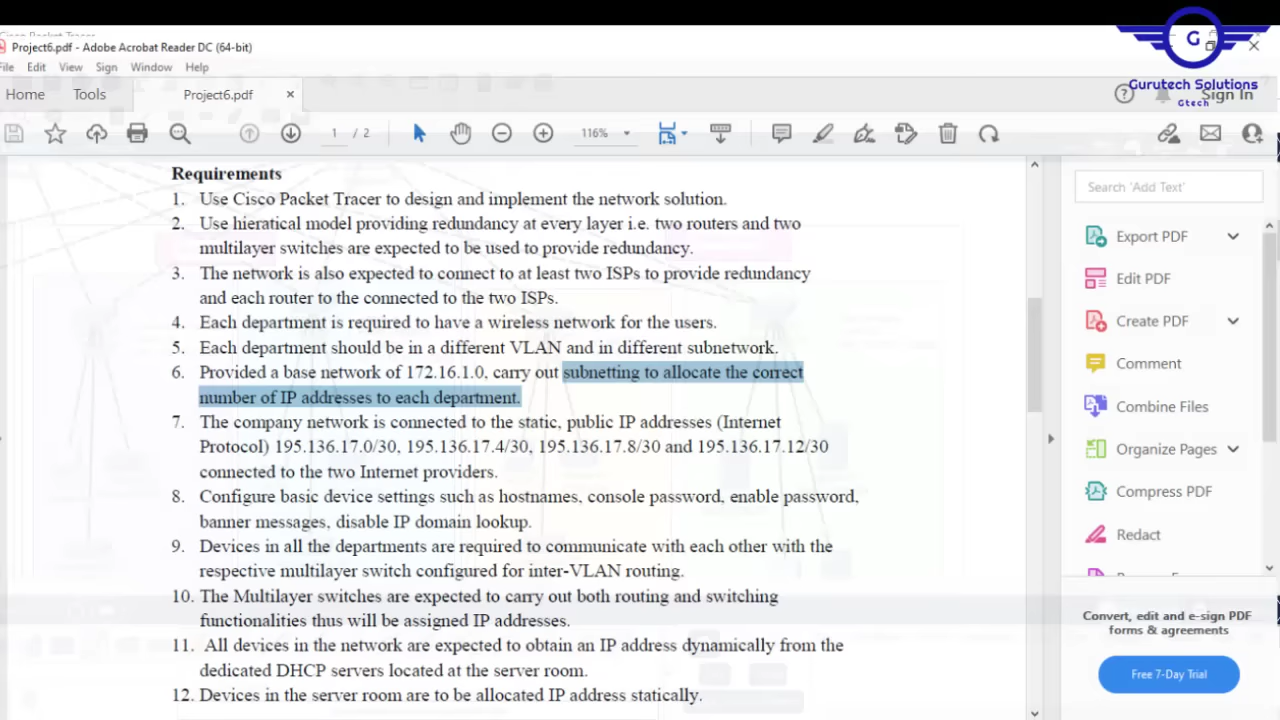 Project6.pdf - Adobe Acrobat Reader DC (64-bit)
File Edit View Sign Window Help
Home Tools Project6.pdf × Sign In
G
Gurutech Solutions
Gtech
1 / 2 116%
Requirements
1. Use Cisco Packet Tracer to design and implement the network solution.
2. Use hieratical model providing redundancy at every layer i.e. two routers and two
multilayer switches are expected to be used to provide redundancy.
3. The network is also expected to connect to at least two ISPs to provide redundancy
and each router to the connected to the two ISPs.
4. Each department is required to have a wireless network for the users.
5. Each department should be in a different VLAN and in different subnetwork.
6. Provided a base network of 172.16.1.0, carry out subnetting to allocate the correct
number of IP addresses to each department.
7. The company network is connected to the static, public IP addresses (Internet
Protocol) 195.136.17.0/30, 195.136.17.4/30, 195.136.17.8/30 and 195.136.17.12/30
connected to the two Internet providers.
8. Configure basic device settings such as hostnames, console password, enable password,
banner messages, disable IP domain lookup.
9. Devices in all the departments are required to communicate with each other with the
respective multilayer switch configured for inter-VLAN routing.
10. The Multilayer switches are expected to carry out both routing and switching
functionalities thus will be assigned IP addresses.
11. All devices in the network are expected to obtain an IP address dynamically from the
dedicated DHCP servers located at the server room.
12. Devices in the server room are to be allocated IP address statically.
Search 'Add Text'
Export PDF
Edit PDF
Create PDF
Comment
Combine Files
Organize Pages
Compress PDF
Redact
Convert, edit and e-sign PDF
forms & agreements
Free 7-Day Trial